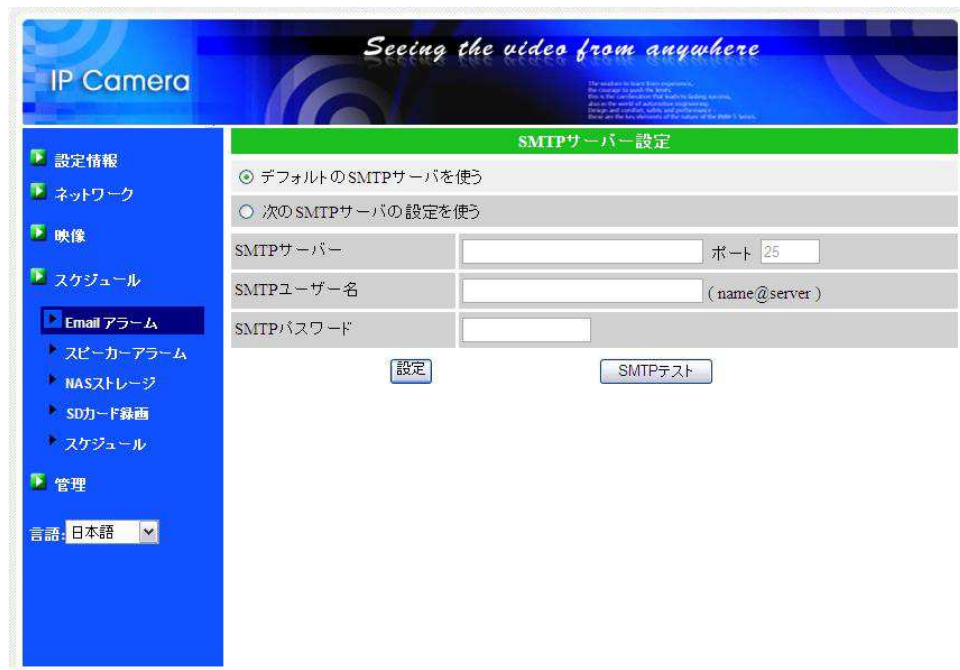 Seeing the video from anywhere
IP Camera
SMTPサーバー設定
設定情報
ネットワーク
映像
スケジュール
Email アラーム
スピーカーアラーム
NASストレージ
SDカード録画
スケジュール
管理
言語: 日本語
デフォルトのSMTPサーバを使う
次のSMTPサーバの設定を使う
SMTPサーバー ポート 25
SMTPユーザー名 ( name@server )
SMTPパスワード
設定 SMTPテスト